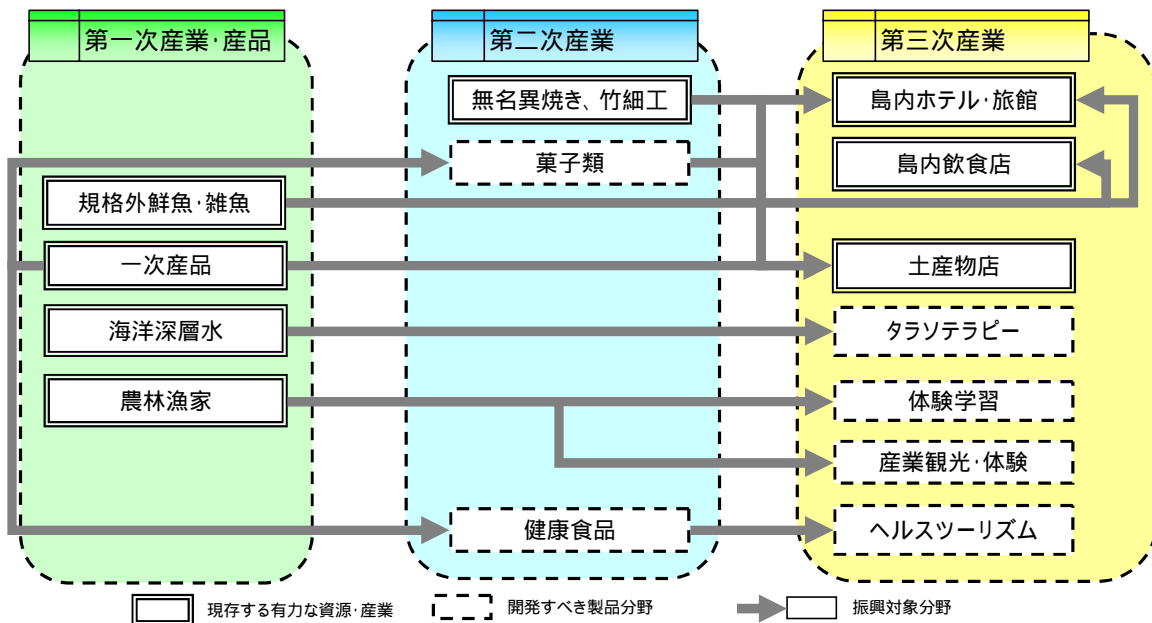 第一次産業・産品
第二次産業
第三次産業
無名異焼き、竹細工
島内ホテル・旅館
菓子類
島内飲食店
規格外鮮魚・雑魚
一次産品
土産物店
海洋深層水
タラソテラピー
農林漁家
体験学習
産業観光・体験
健康食品
ヘルスツーリズム
現存する有力な資源・産業
開発すべき製品分野
振興対象分野